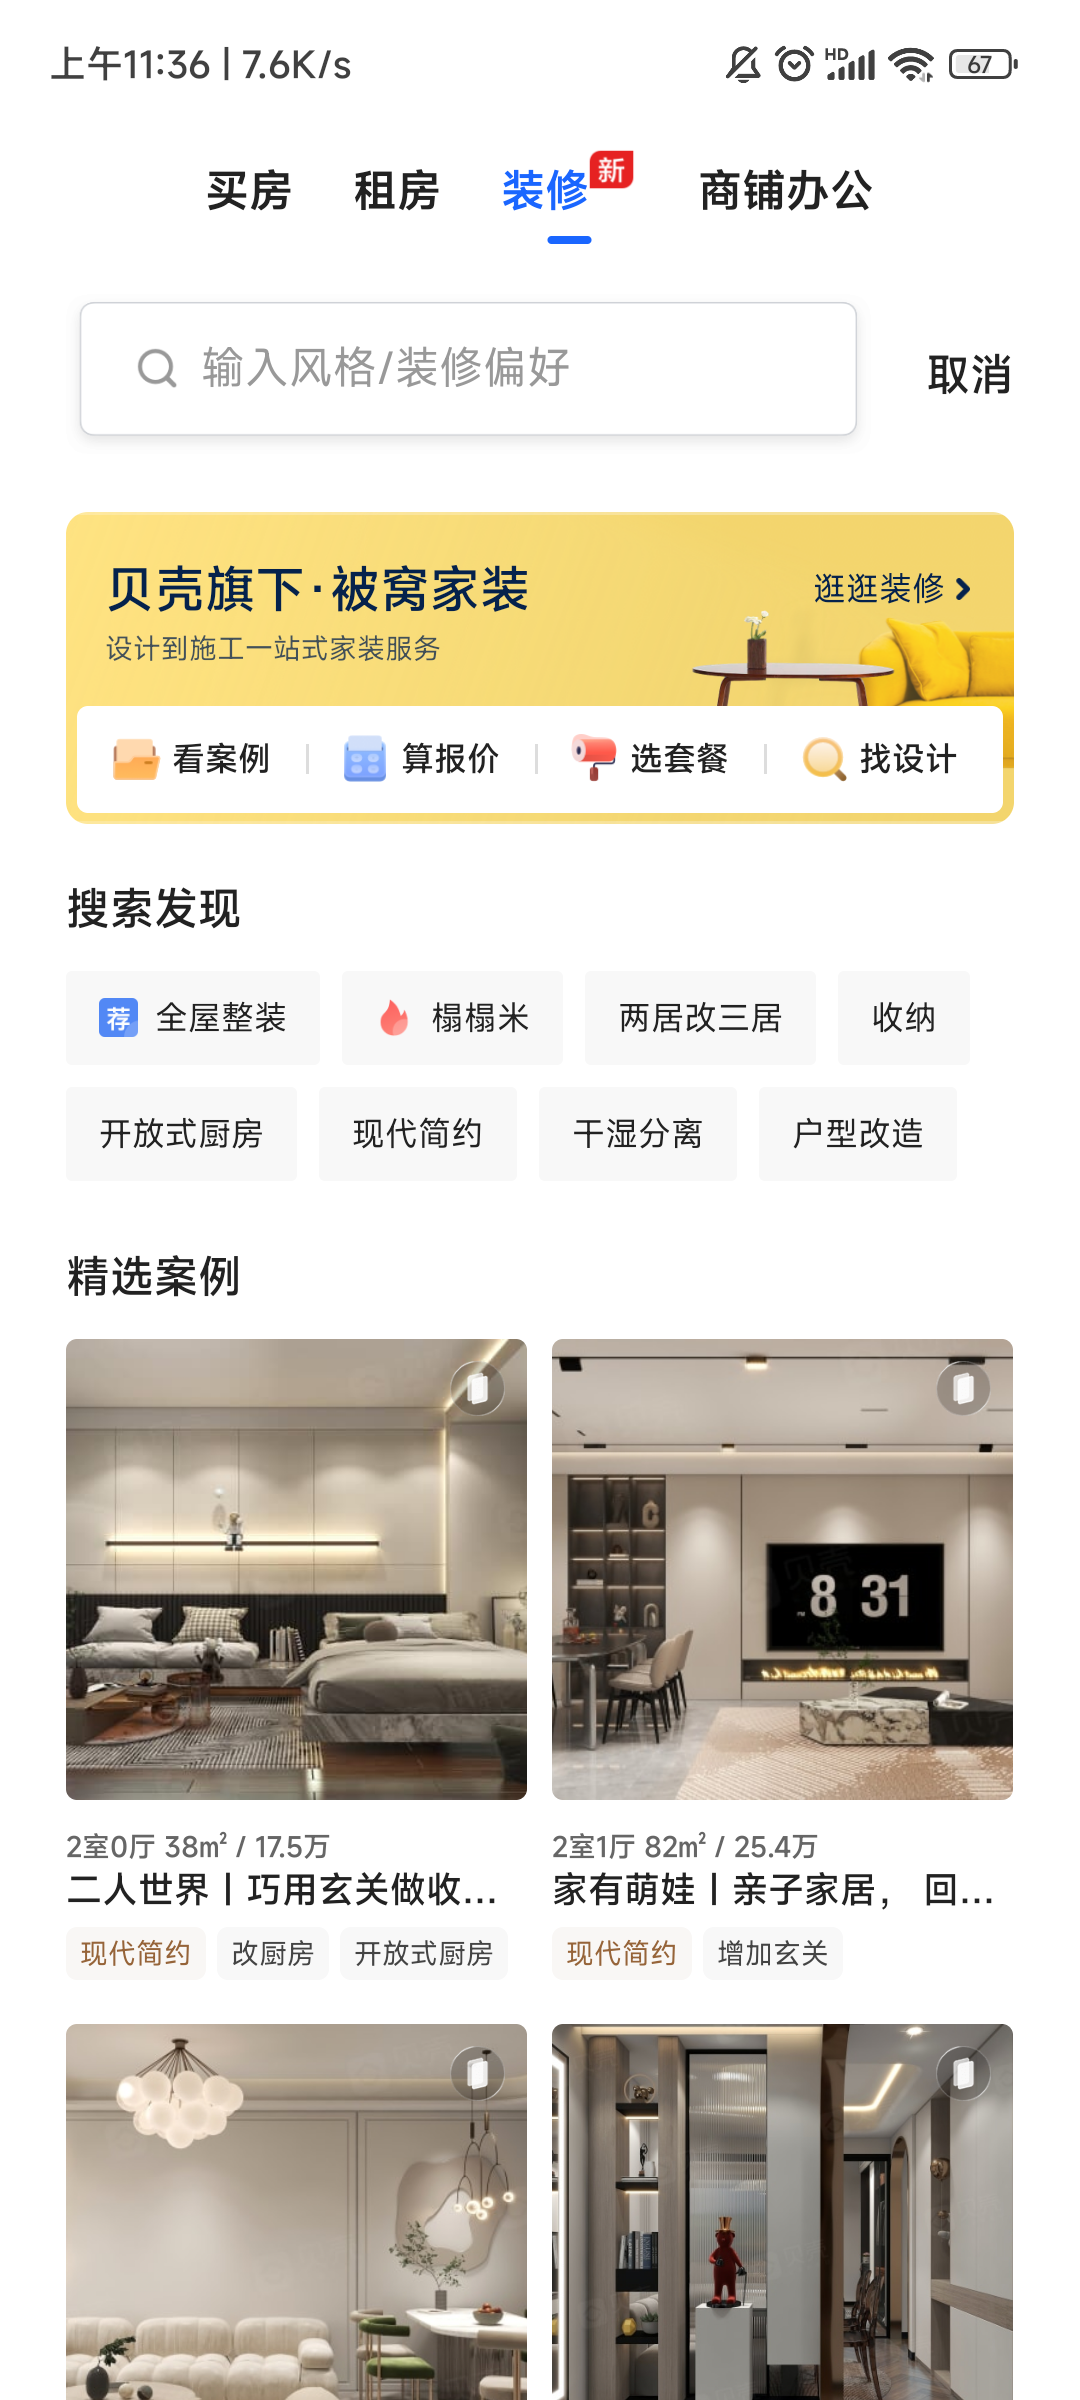 上午11:36 | 7.6K/s
HD
67
买房
租房
装修
新
商铺办公
输入风格/装修偏好
取消
贝壳旗下·被窝家装
逛逛装修
设计到施工一站式家装服务
看案例
算报价
选套餐
找设计
搜索发现
荐 全屋整装
榻榻米
两居改三居
收纳
开放式厨房
现代简约
干湿分离
户型改造
精选案例
8 31
2室0厅 38㎡ / 17.5万
二人世界丨巧用玄关做收...
现代简约
改厨房
开放式厨房
2室1厅 82㎡ / 25.4万
家有萌娃丨亲子家居， 回...
现代简约
增加玄关